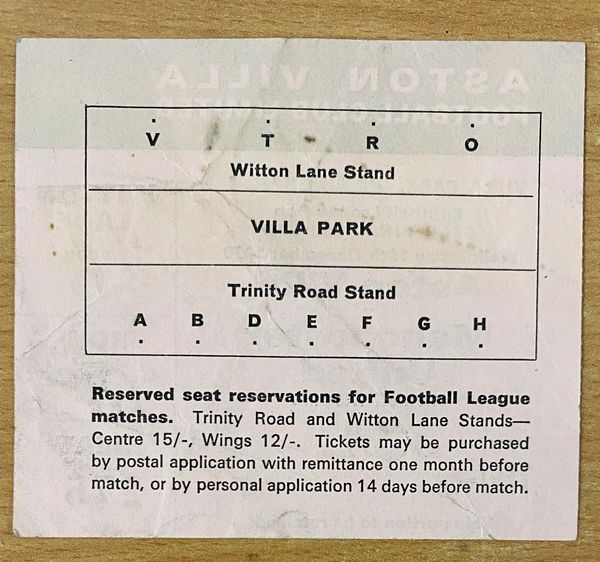 V T R O
Witton Lane Stand
VILLA PARK
Trinity Road Stand
A B D E F G H
Reserved seat reservations for Football League
matches. Trinity Road and Witton Lane Stands—
Centre 15/-, Wings 12/-. Tickets may be purchased
by postal application with remittance one month before
match, or by personal application 14 days before match.